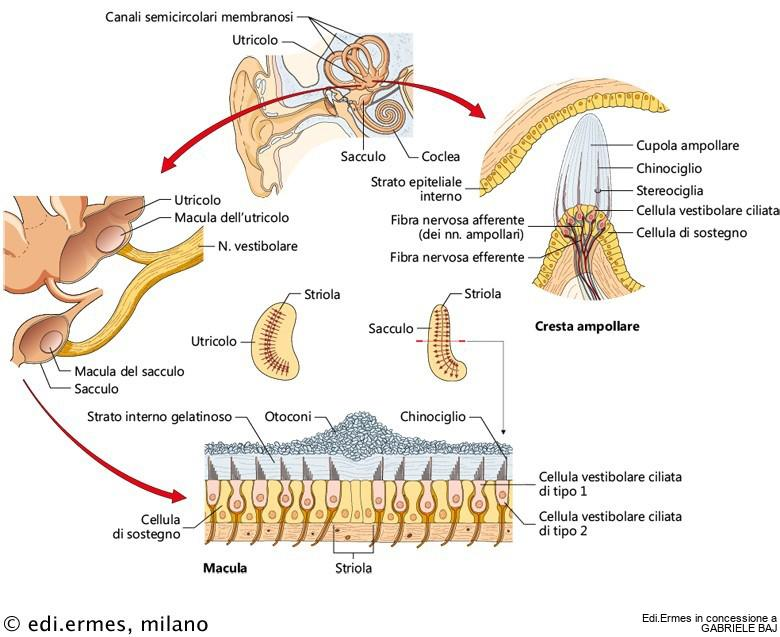 Canali semicircolari membranosi
Utricolo
Sacculo
Coclea
Strato epiteliale
interno
Cupola ampollare
Chinociglio
Stereociglia
Cellula vestibolare ciliata
Cellula di sostegno
Fibra nervosa afferente
(dei nn. ampollari)
Fibra nervosa efferente
Cresta ampollare
Utricolo
Macula dell'utricolo
N. vestibolare
Macula del sacculo
Sacculo
Striola
Utricolo
Striola
Sacculo
Strato interno gelatinoso
Otoconi
Chinociglio
Cellula vestibolare ciliata
di tipo 1
Cellula vestibolare ciliata
di tipo 2
Cellula
di sostegno
Macula
Striola
© edi.ermes, milano
Edi.Ermes in concessione a
GABRIELE BAJ